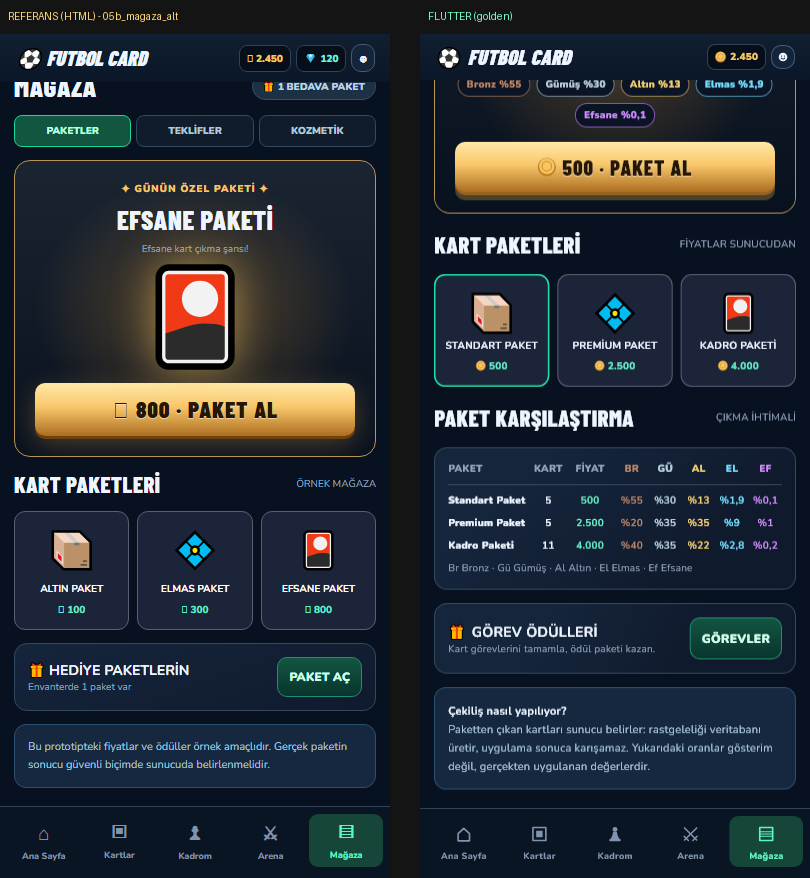 REFERANS (HTML) - 05b_magaza_alt
FUTBOL CARD
2.450
120
MAĞAZA
1 BEDAVA PAKET
PAKETLER
TEKLİFLER
KOZMETİK
✦ GÜNÜN ÖZEL PAKETİ ✦
EFSANE PAKETİ
Efsane kart çıkma şansı!
800 · PAKET AL
KART PAKETLERİ
ÖRNEK MAĞAZA
ALTIN PAKET
ELMAS PAKET
EFSANE PAKET
100
300
800
HEDİYE PAKETLERİN
Envanterde 1 paket var
PAKET AÇ
Bu prototipteki fiyatlar ve ödüller örnek amaçlıdır. Gerçek paketin
sonucu güvenli biçimde sunucuda belirlenmelidir.
Ana Sayfa
Kartlar
Kadrom
Arena
Mağaza
FLUTTER (golden)
FUTBOL CARD
2.450
Bronz %55
Gümüş %30
Altın %13
Elmas %1,9
Efsane %0,1
500 · PAKET AL
KART PAKETLERİ
FİYATLAR SUNUCUDAN
STANDART PAKET
PREMIUM PAKET
KADRO PAKETİ
500
2.500
4.000
PAKET KARŞILAŞTIRMA
ÇIKMA İHTİMALİ
PAKET KART FİYAT BR GÜ AL EL EF
Standart Paket 5 500 %55 %30 %13 %1,9 %0,1
Premium Paket 5 2.500 %20 %35 %35 %9 %1
Kadro Paketi 11 4.000 %40 %35 %22 %2,8 %0,2
Br Bronz · Gü Gümüş · Al Altın · El Elmas · Ef Efsane
GÖREV ÖDÜLLERİ
Kart görevlerini tamamla, ödül paketi kazan.
GÖREVLER
Çekiliş nasıl yapılıyor?
Paketten çıkan kartları sunucu belirler: rastgeleliği veritabanı
üretir, uygulama sonuca karışamaz. Yukarıdaki oranlar gösterim
değil, gerçekten uygulanan değerlerdir.
Ana Sayfa
Kartlar
Kadrom
Arena
Mağaza